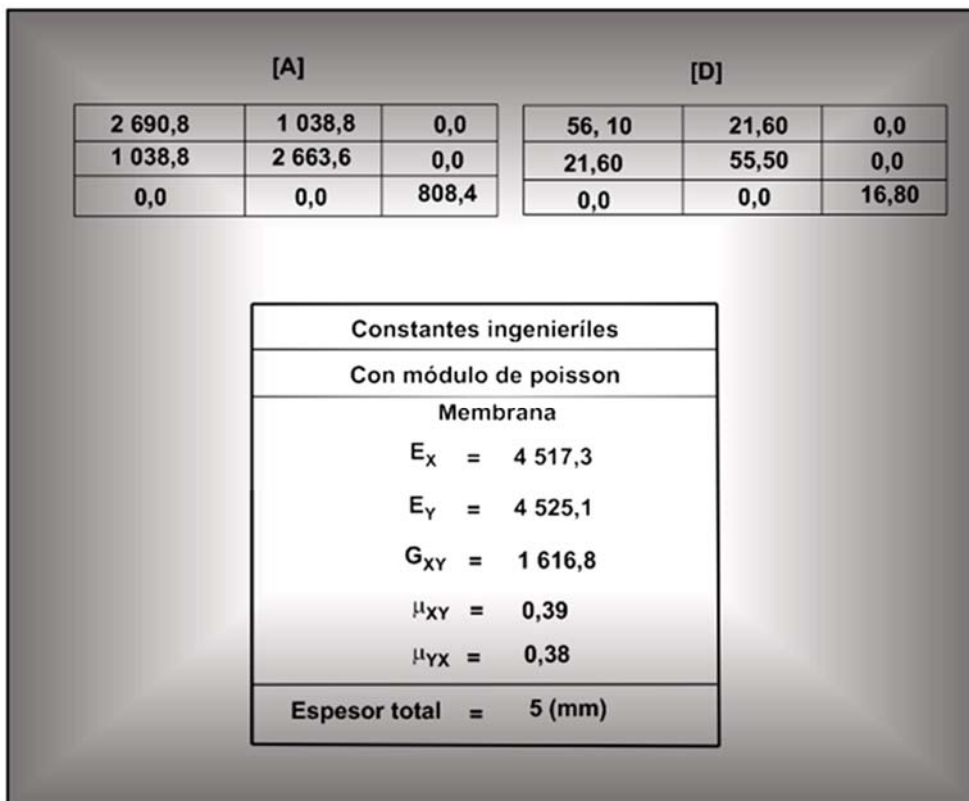 [A] [D]
2 690,8 1 038,8 0,0 56, 10 21,60 0,0
1 038,8 2 663,6 0,0 21,60 55,50 0,0
0,0 0,0 808,4 0,0 0,0 16,80
Constantes ingenieríles
Con módulo de poisson
Membrana
EX = 4 517,3
EY = 4 525,1
GXY = 1 616,8
μXY = 0,39
μYX = 0,38
Espesor total = 5 (mm)